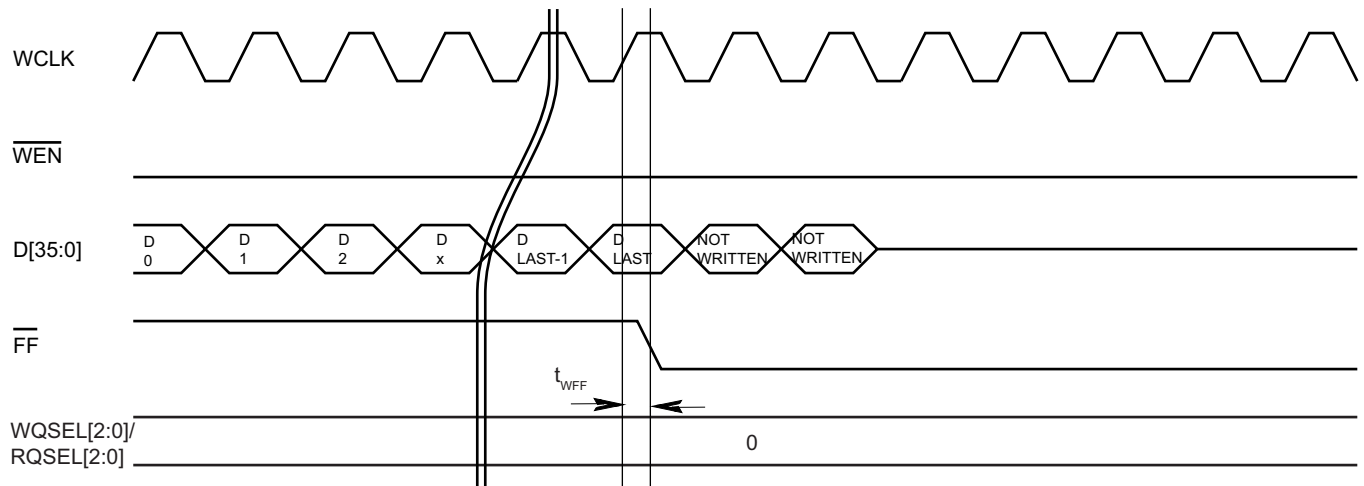 WCLK
WEN
D[35:0]
D D D D D D NOT NOT
0 1 2 x LAST-1 LAST WRITTEN WRITTEN
FF
tWFF
WQSEL[2:0]/
RQSEL[2:0]
0